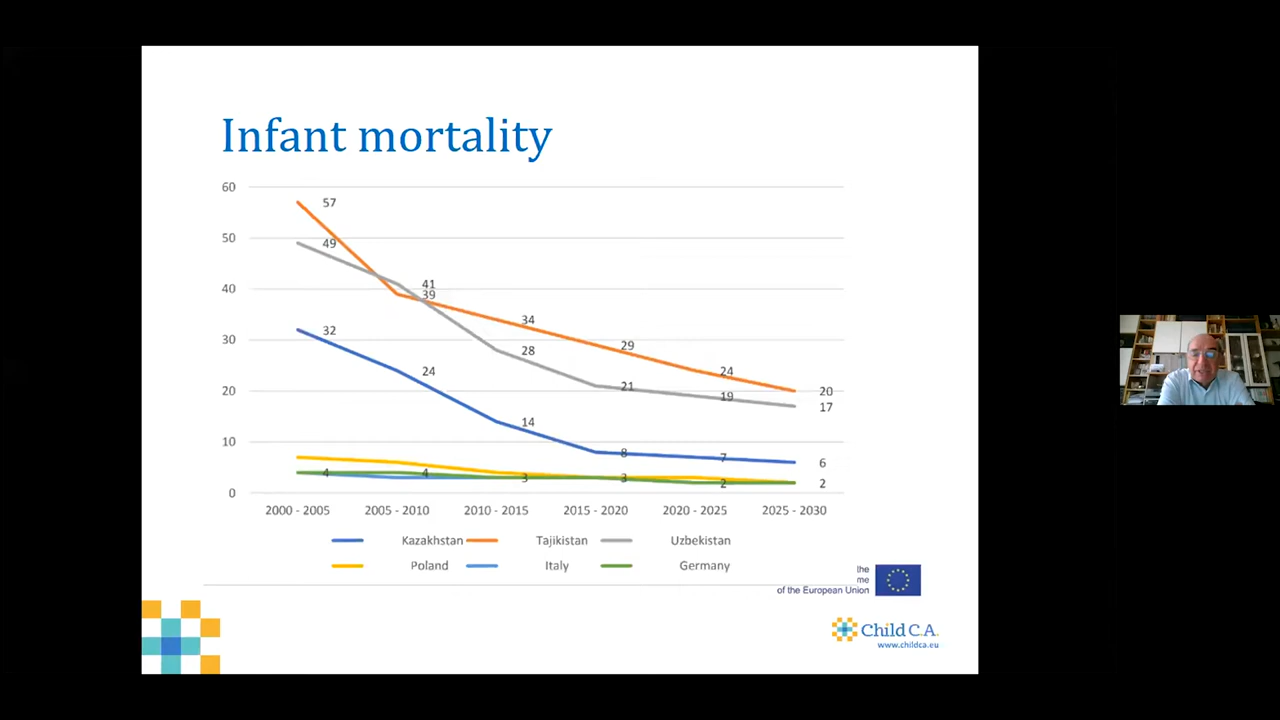 Infant mortality
60
57
50
49
41
40
39
34
32
30
29
28
24
24
21
20
20
19
17
14
10
8
7
6
4
4
3
3
2
2
0
2000 - 2005
2005 - 2010
2010 - 2015
2015 - 2020
2020 - 2025
2025 - 2030
Kazakhstan
Tajikistan
Uzbekistan
Poland
Italy
Germany
the
me
of the European Union
Child C.A.
www.childca.eu